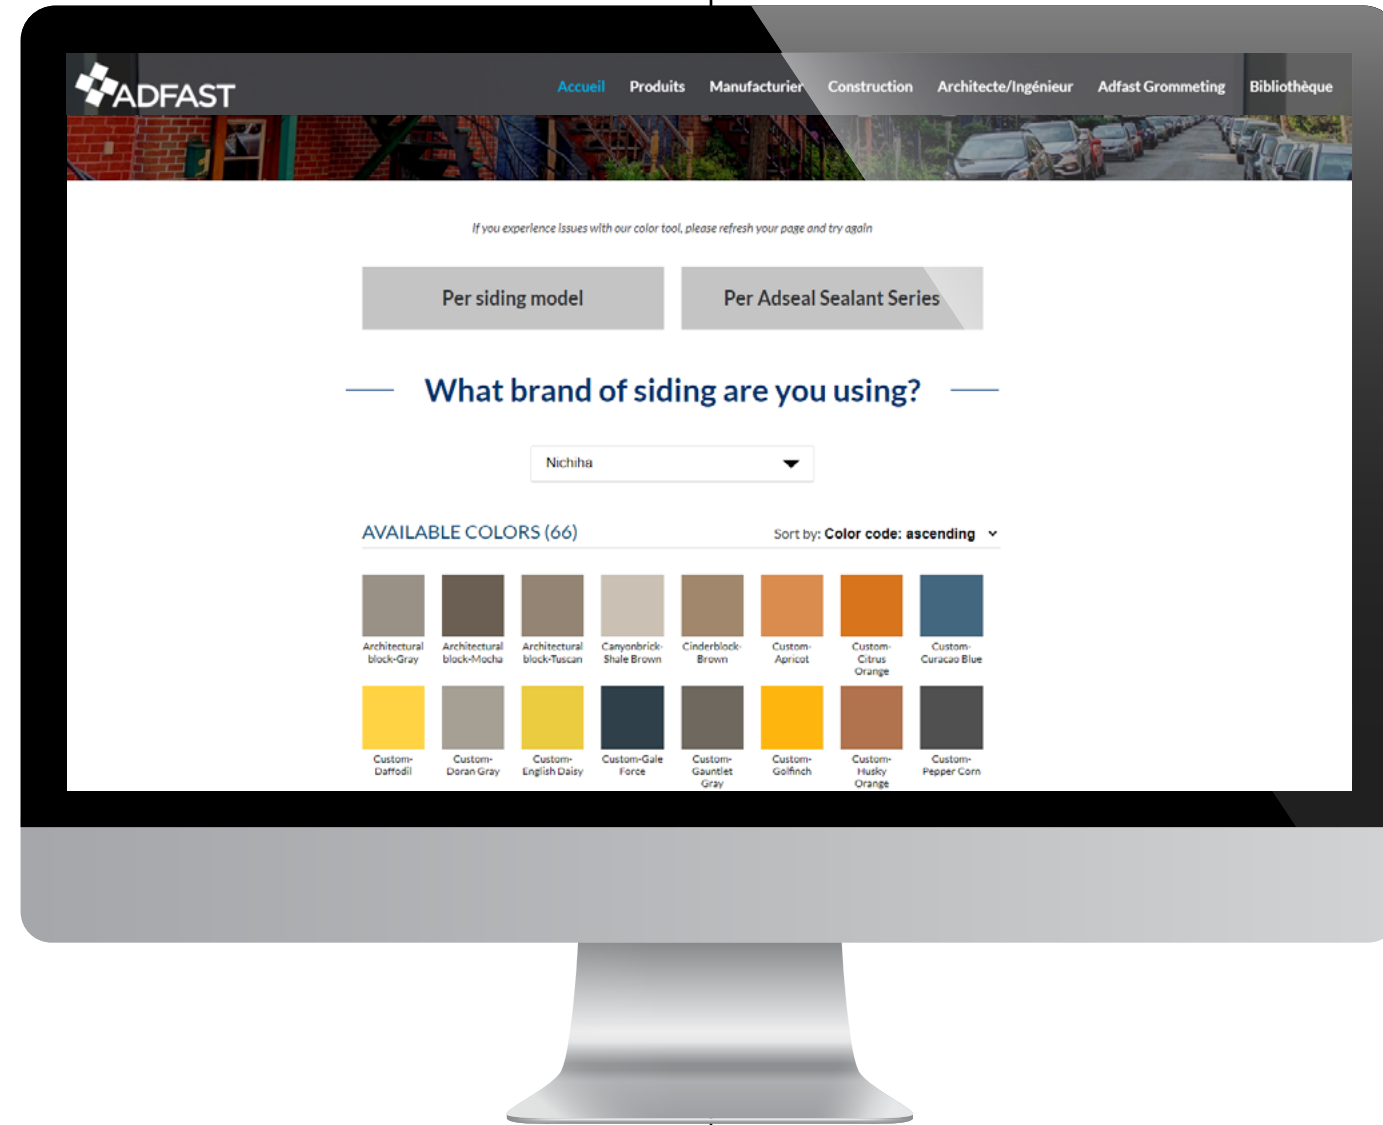 ADFAST
Accueil Produits Manufacturier Construction Architecte/Ingénieur Adfast Grommeting Bibliothèque
If you experience issues with our color tool, please refresh your page and try again
Per siding model Per Adseal Sealant Series
What brand of siding are you using?
Nichiha
AVAILABLE COLORS (66) Sort by: Color code: ascending
Architectural block-Gray
Architectural block-Mocha
Architectural block-Tuscan
Canyonbrick-Shale Brown
Cinderblock-Brown
Custom-Apricot
Custom-Citrus Orange
Custom-Curacao Blue
Custom-Daffodil
Custom-Doran Gray
Custom-English Daisy
Custom-Gale Force
Custom-Gauntlet Gray
Custom-Golfinch
Custom-Husky Orange
Custom-Pepper Corn